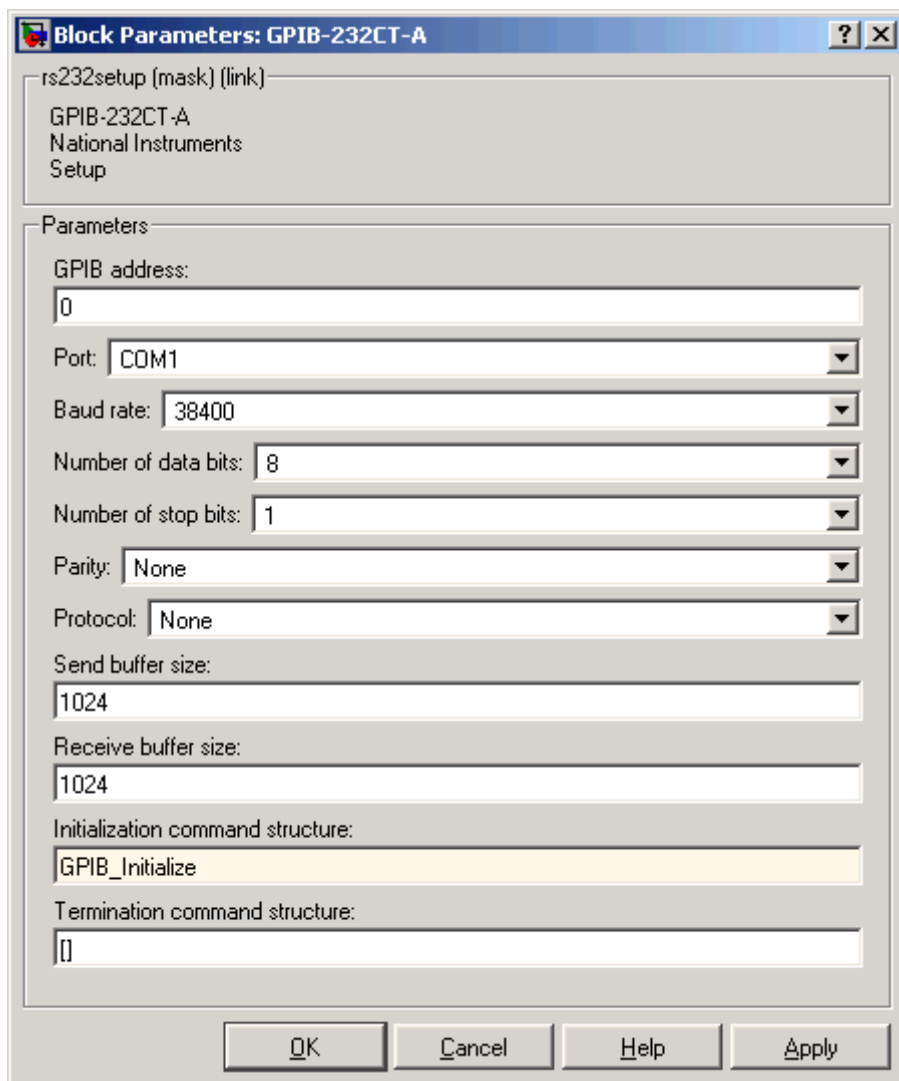 Block Parameters: GPIB-232CT-A
rs232setup (mask) (link)
GPIB-232CT-A
National Instruments
Setup
Parameters
GPIB address:
0
Port: COM1
Baud rate: 38400
Number of data bits: 8
Number of stop bits: 1
Parity: None
Protocol: None
Send buffer size:
1024
Receive buffer size:
1024
Initialization command structure:
GPIB_Initialize
Termination command structure:
[]
OK Cancel Help Apply